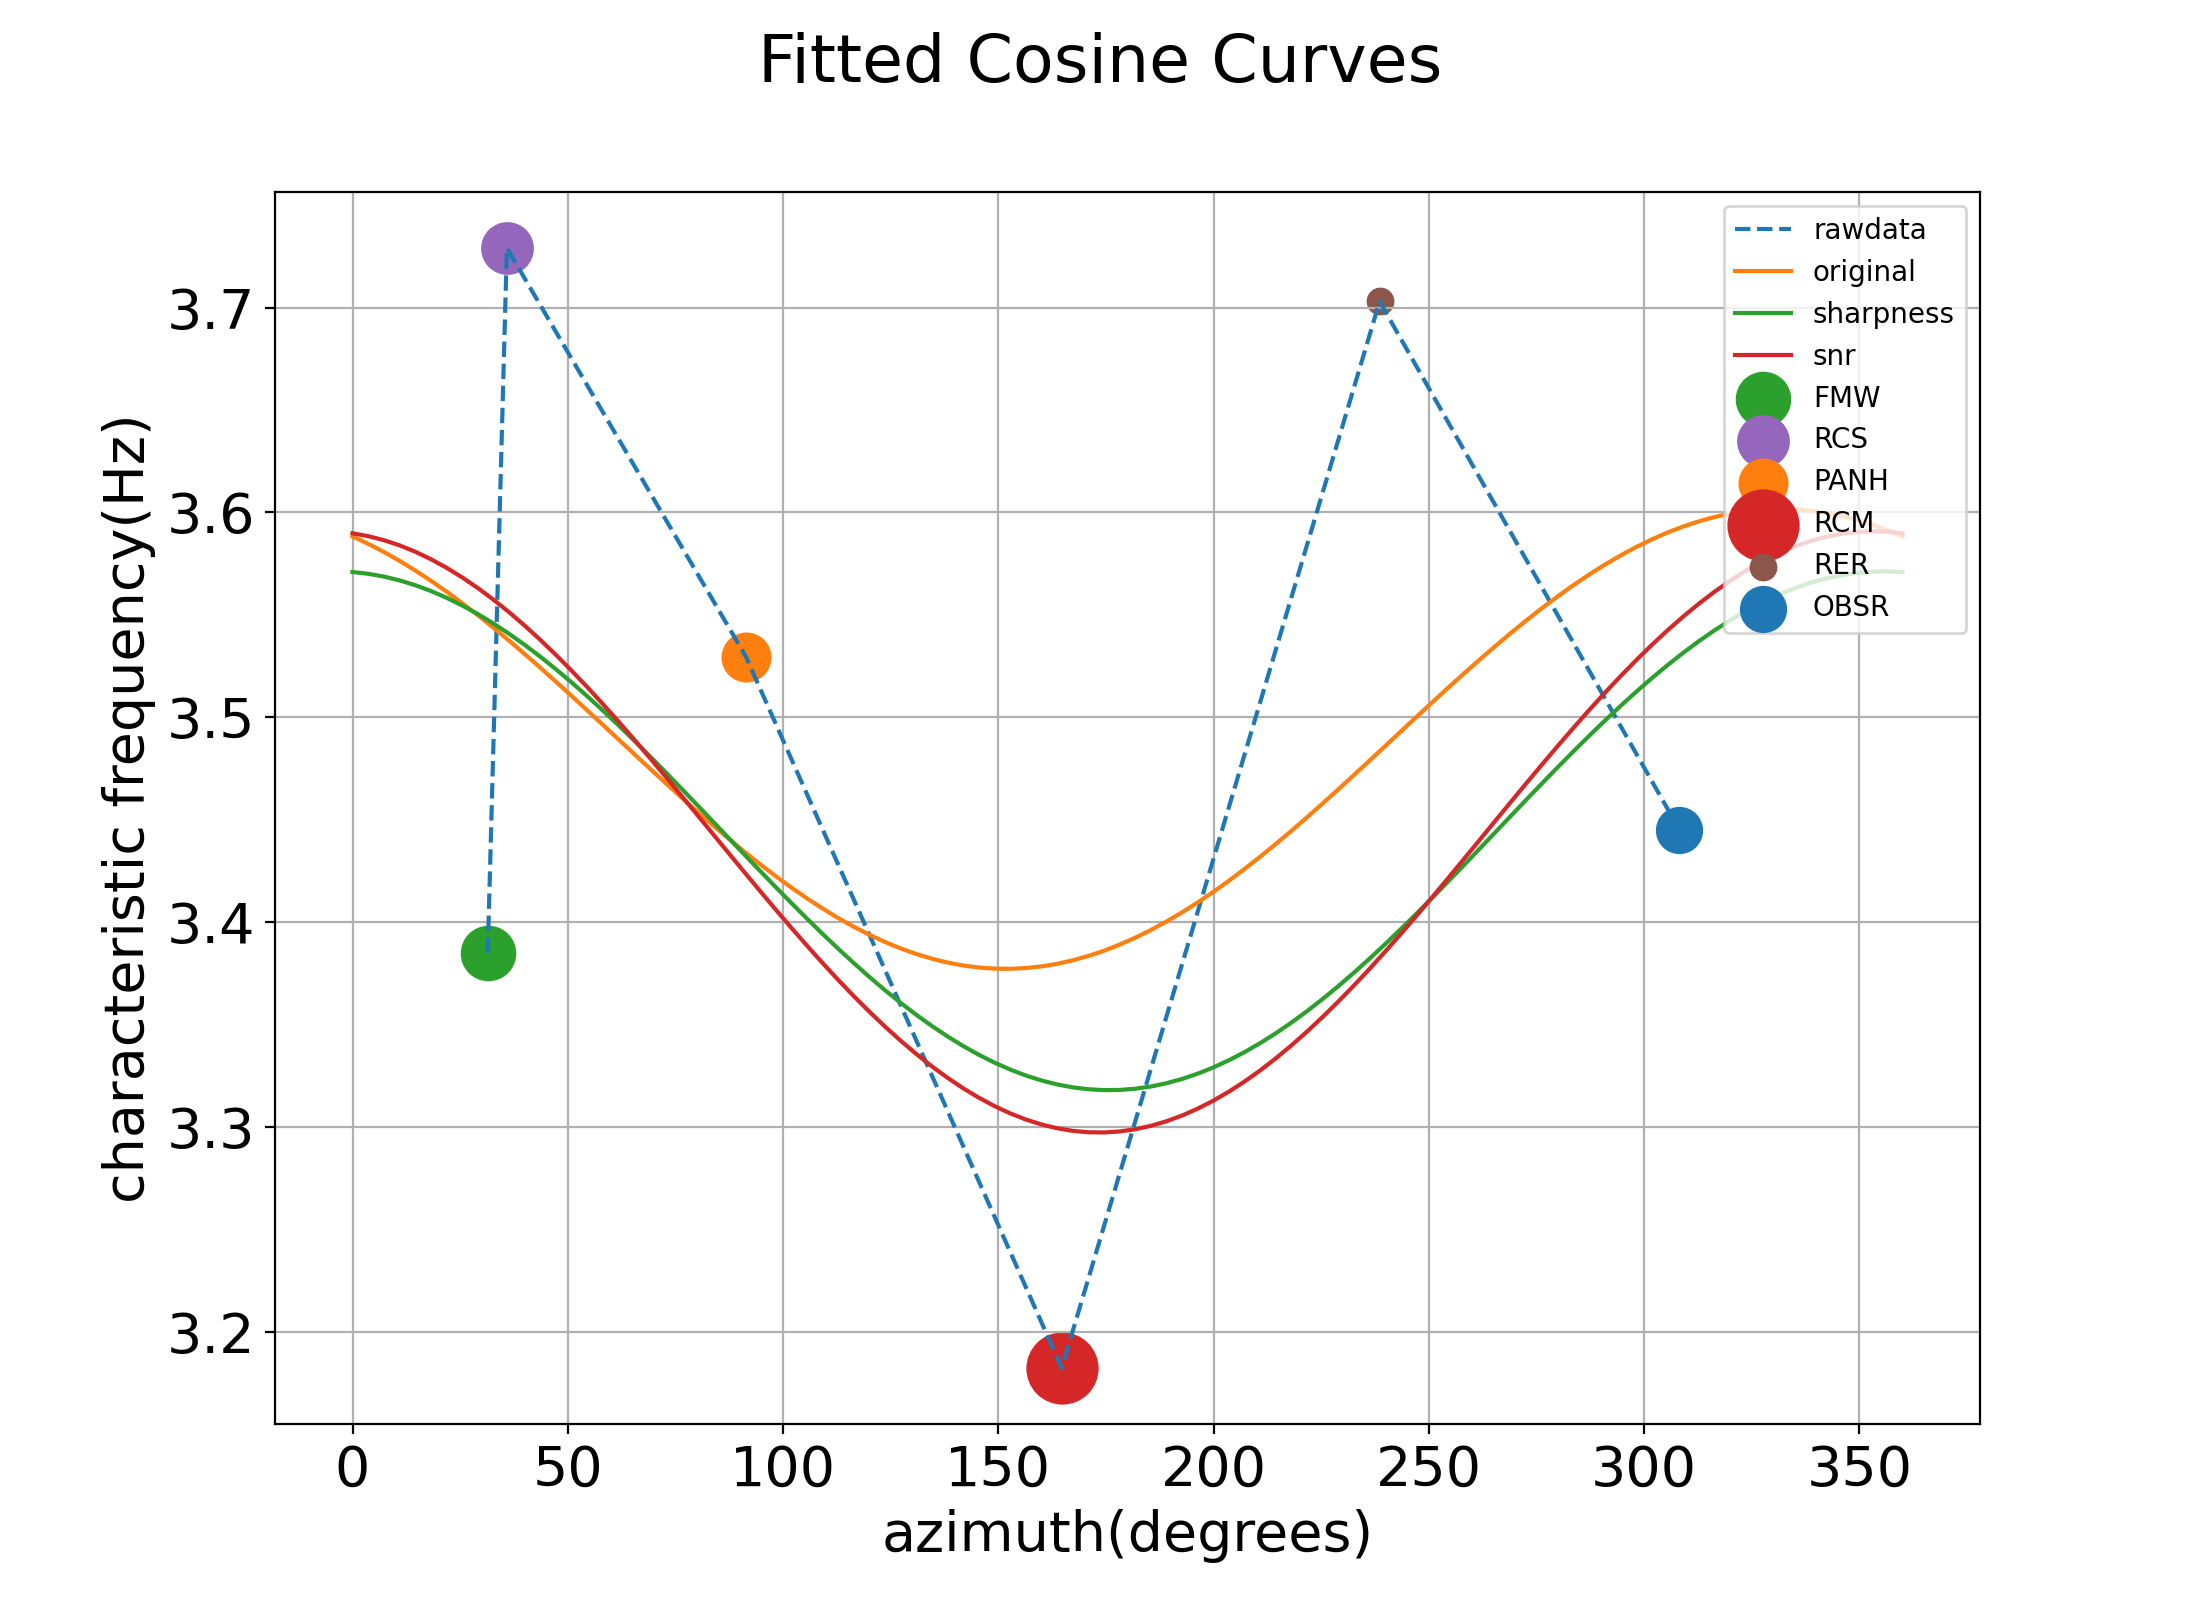 Fitted Cosine Curves
rawdata
original
sharpness
snr
FMW
RCS
PANH
RCM
RER
OBSR
characteristic frequency(Hz)
3.7
3.6
3.5
3.4
3.3
3.2
0 50 100 150 200 250 300 350
azimuth(degrees)